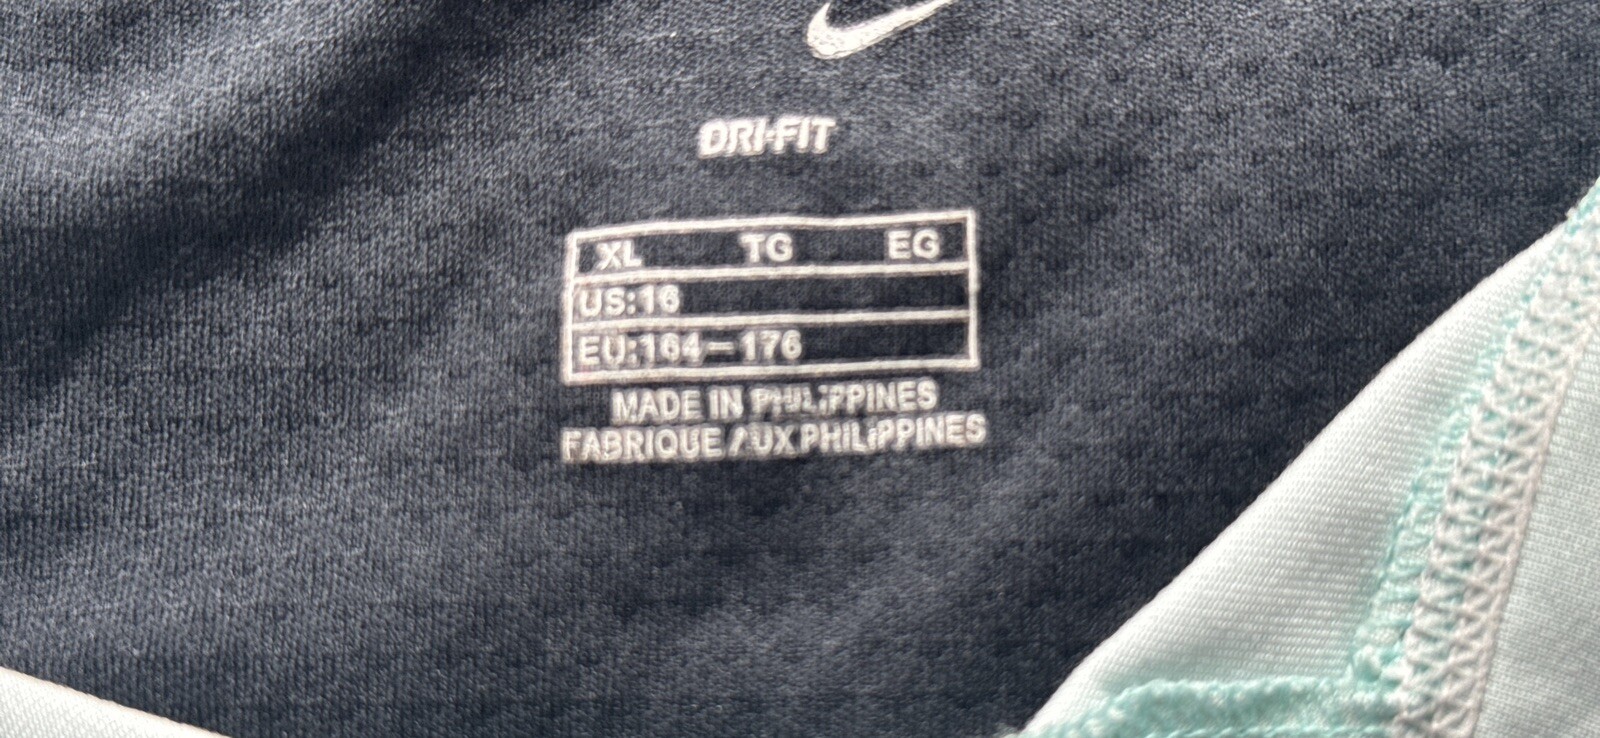 DRI-FIT
XL TG EG
US:16
EU:164-176
MADE IN PHILIPPINES
FABRIQUE AUX PHILIPPINES